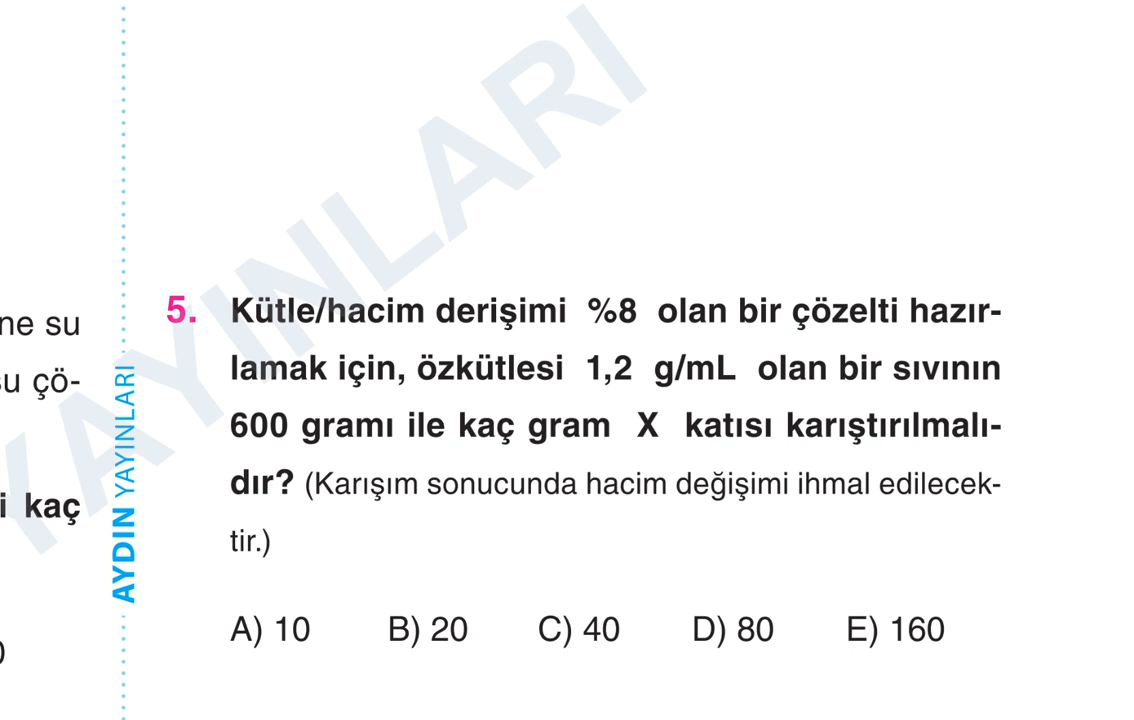 YAYINLARI
ne su
su çö-
i kaç
AYDIN YAYINLARI
5. Kütle/hacim derişimi %8 olan bir çözelti hazır-
lamak için, özkütlesi 1,2 g/mL olan bir sıvının
600 gramı ile kaç gram X katısı karıştırılmalı-
dır? (Karışım sonucunda hacim değişimi ihmal edilecek-
tir.)
A) 10 B) 20 C) 40 D) 80 E) 160